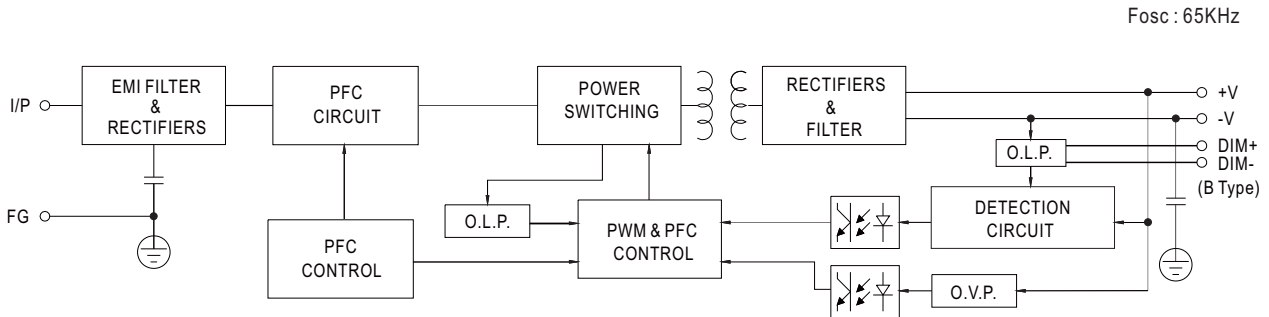 Fosc : 65KHz
I/P
EMI FILTER
&
RECTIFIERS
PFC
CIRCUIT
POWER
SWITCHING
RECTIFIERS
&
FILTER
+V
-V
O.L.P.
DIM+
DIM-
(B Type)
FG
PFC
CONTROL
O.L.P.
PWM & PFC
CONTROL
DETECTION
CIRCUIT
O.V.P.